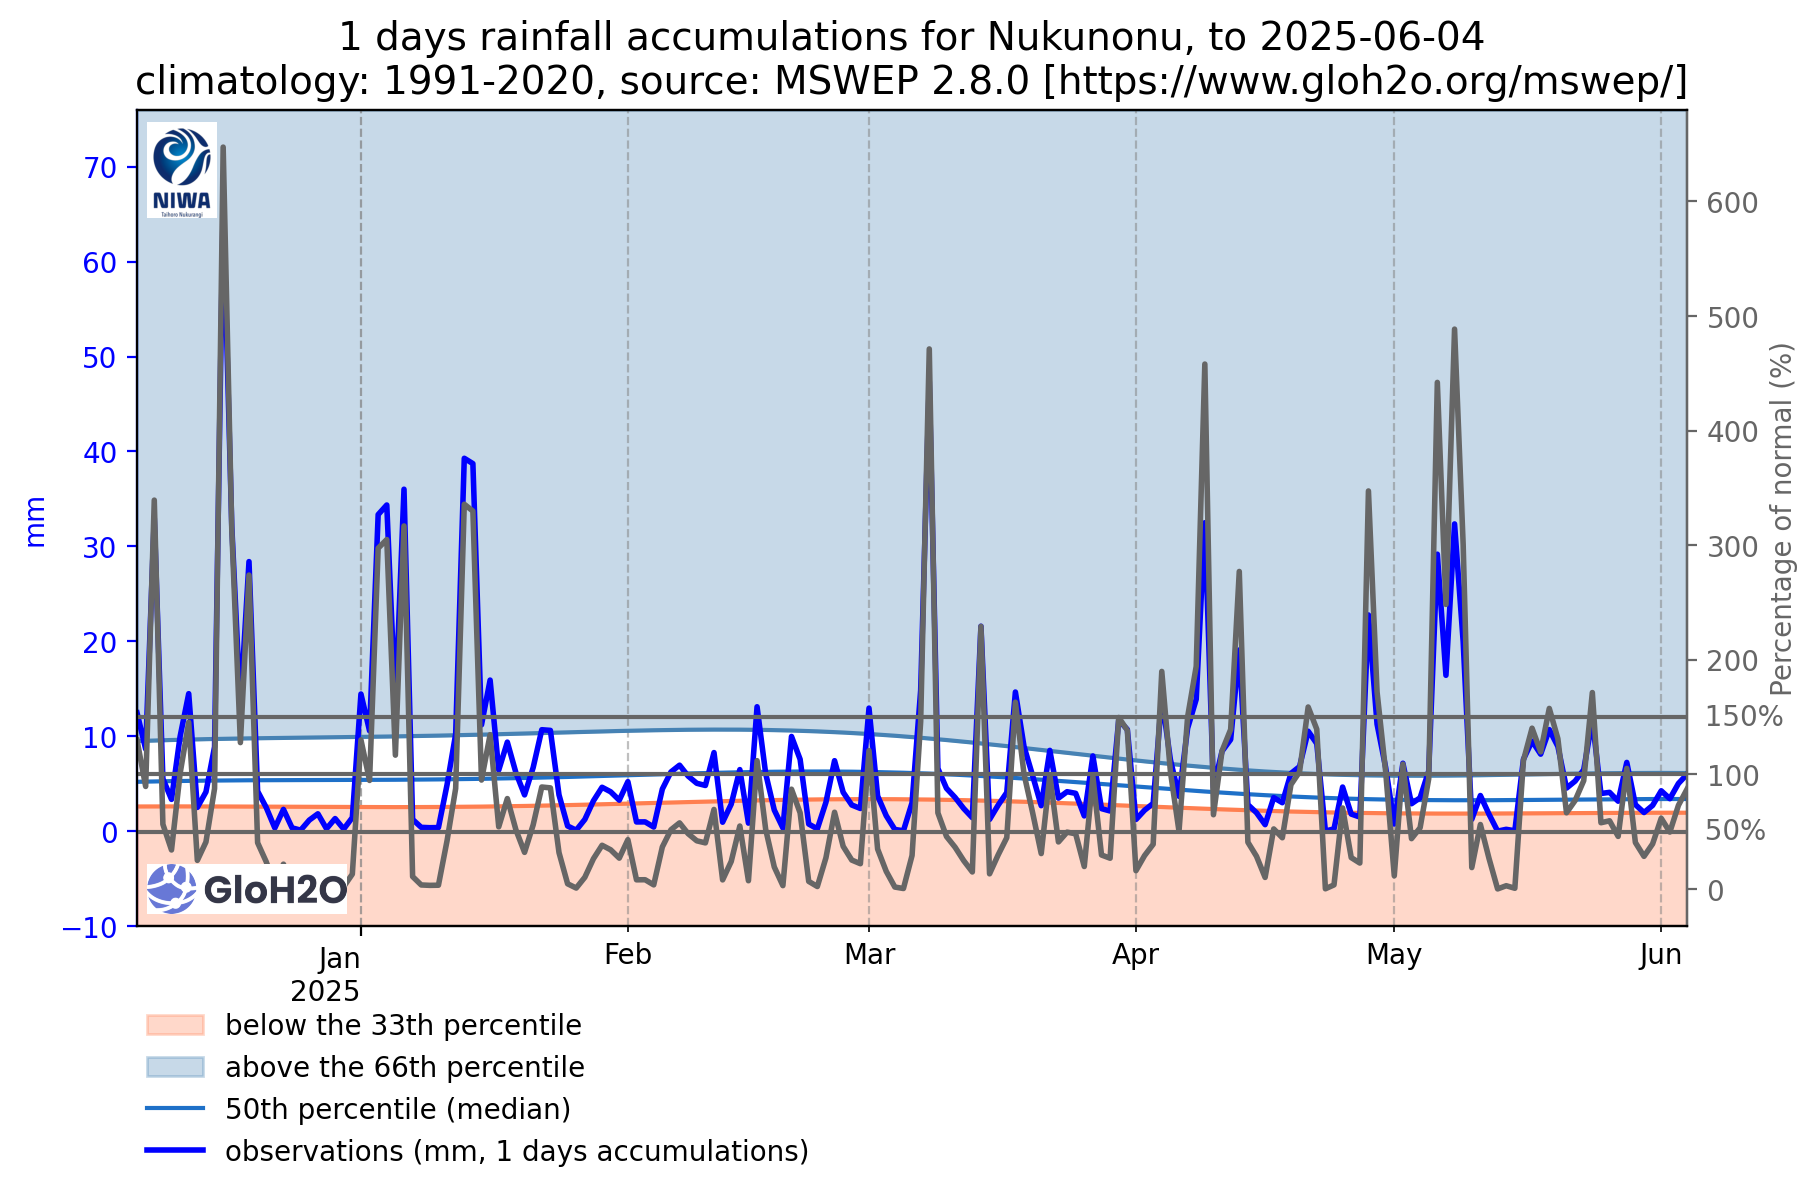 1 days rainfall accumulations for Nukunonu, to 2025-06-04
climatology: 1991-2020, source: MSWEP 2.8.0 [https://www.gloh2o.org/mswep/]
NIWA
Taihoro Nukurangi
70
60
50
40
30
20
10
0
−10
mm
600
500
400
300
200
150%
100
50%
0
Percentage of normal (%)
GloH2O
Jan
2025
Feb
Mar
Apr
May
Jun
below the 33th percentile
above the 66th percentile
50th percentile (median)
observations (mm, 1 days accumulations)